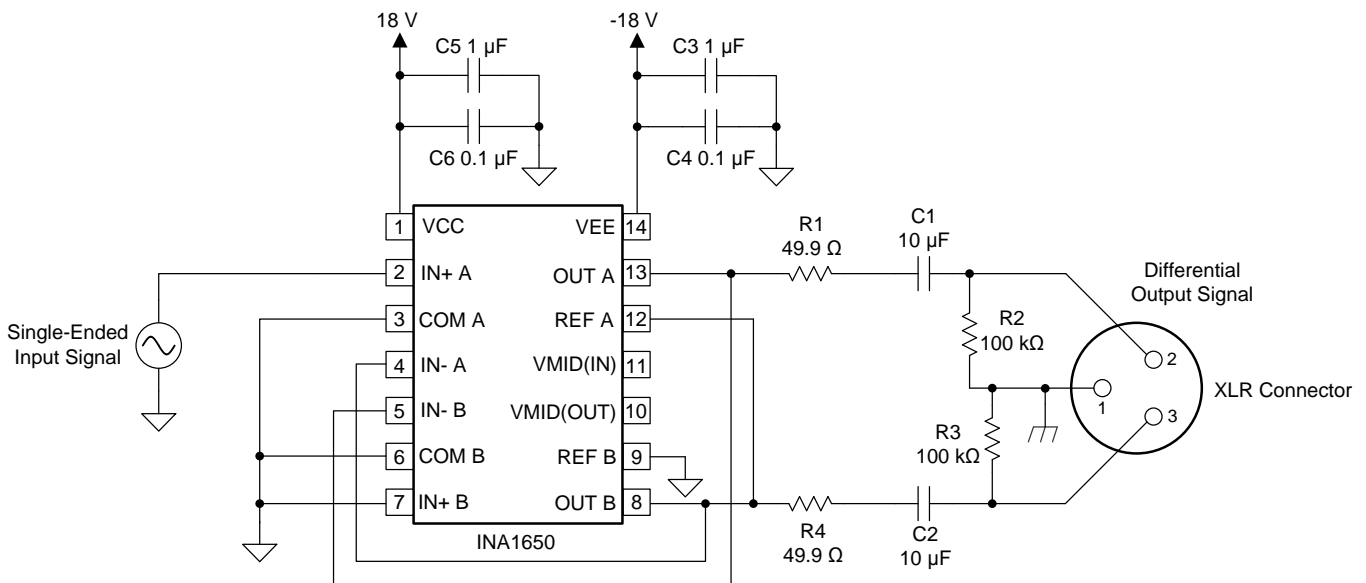 18 V
-18 V
C5 1 µF
C3 1 µF
C6 0.1 µF
C4 0.1 µF
1 VCC
VEE 14
2 IN+ A
OUT A 13
3 COM A
REF A 12
4 IN- A
VMID(IN) 11
5 IN- B
VMID(OUT) 10
6 COM B
REF B 9
7 IN+ B
OUT B 8
INA1650
Single-Ended
Input Signal
R1
49.9 Ω
C1
10 µF
R2
100 kΩ
R3
100 kΩ
R4
49.9 Ω
C2
10 µF
Differential
Output Signal
2
1
3
XLR Connector